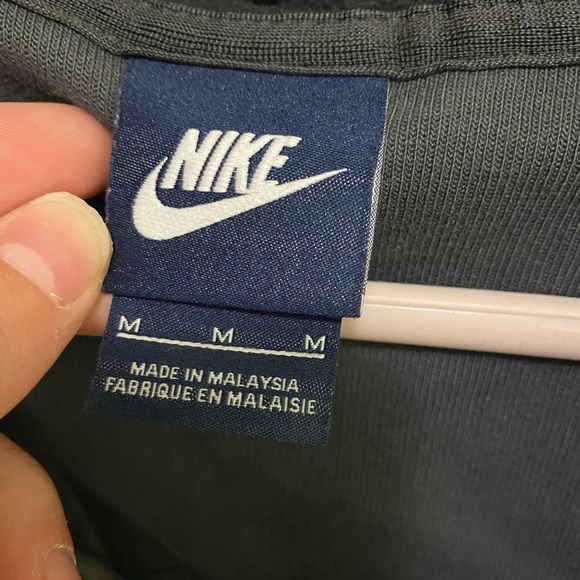 NIKE
M M M
MADE IN MALAYSIA
FABRIQUE EN MALAISIE